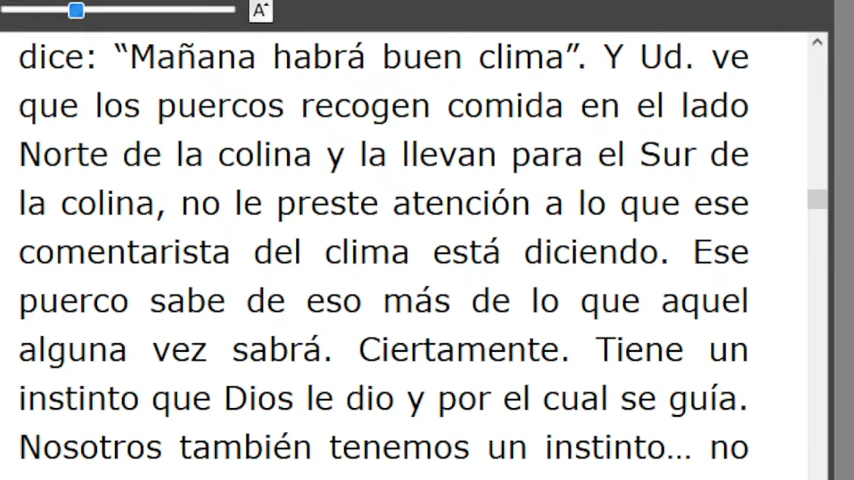 A
dice: “Mañana habrá buen clima”. Y Ud. ve
que los puercos recogen comida en el lado
Norte de la colina y la llevan para el Sur de
la colina, no le preste atención a lo que ese
comentarista del clima está diciendo. Ese
puerco sabe de eso más de lo que aquel
alguna vez sabrá. Ciertamente. Tiene un
instinto que Dios le dio y por el cual se guía.
Nosotros también tenemos un instinto… no